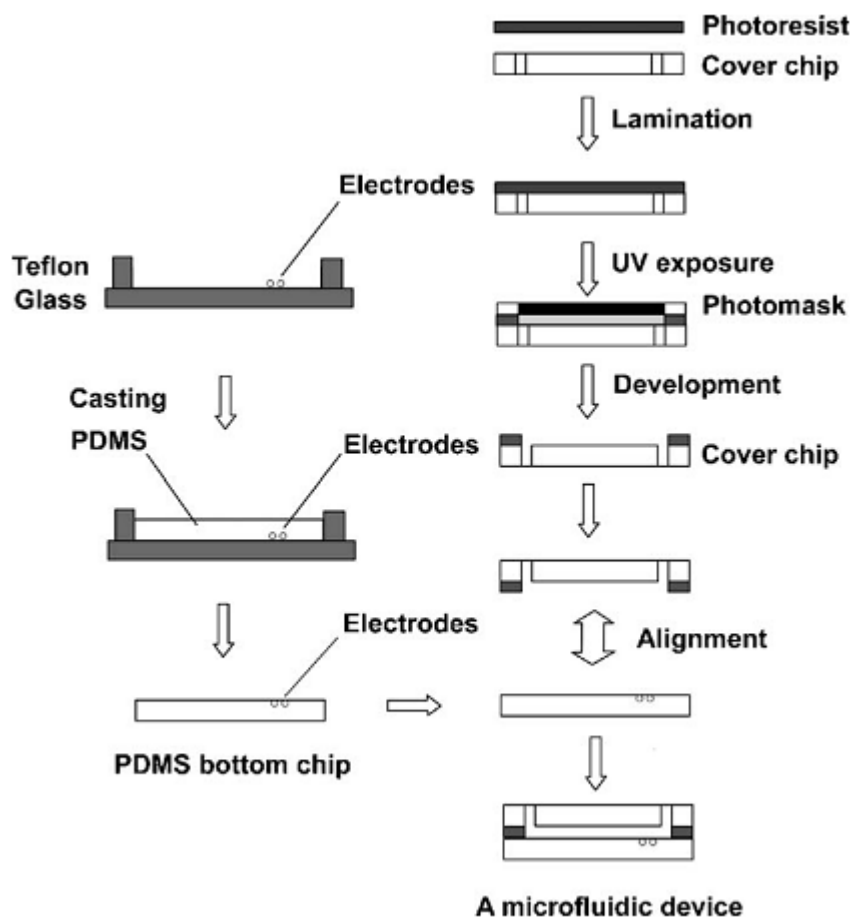 Photoresist
Cover chip
Lamination
Electrodes
Teflon
Glass
UV exposure
Photomask
Casting
PDMS
Development
Electrodes
Cover chip
Electrodes
Alignment
PDMS bottom chip
A microfluidic device